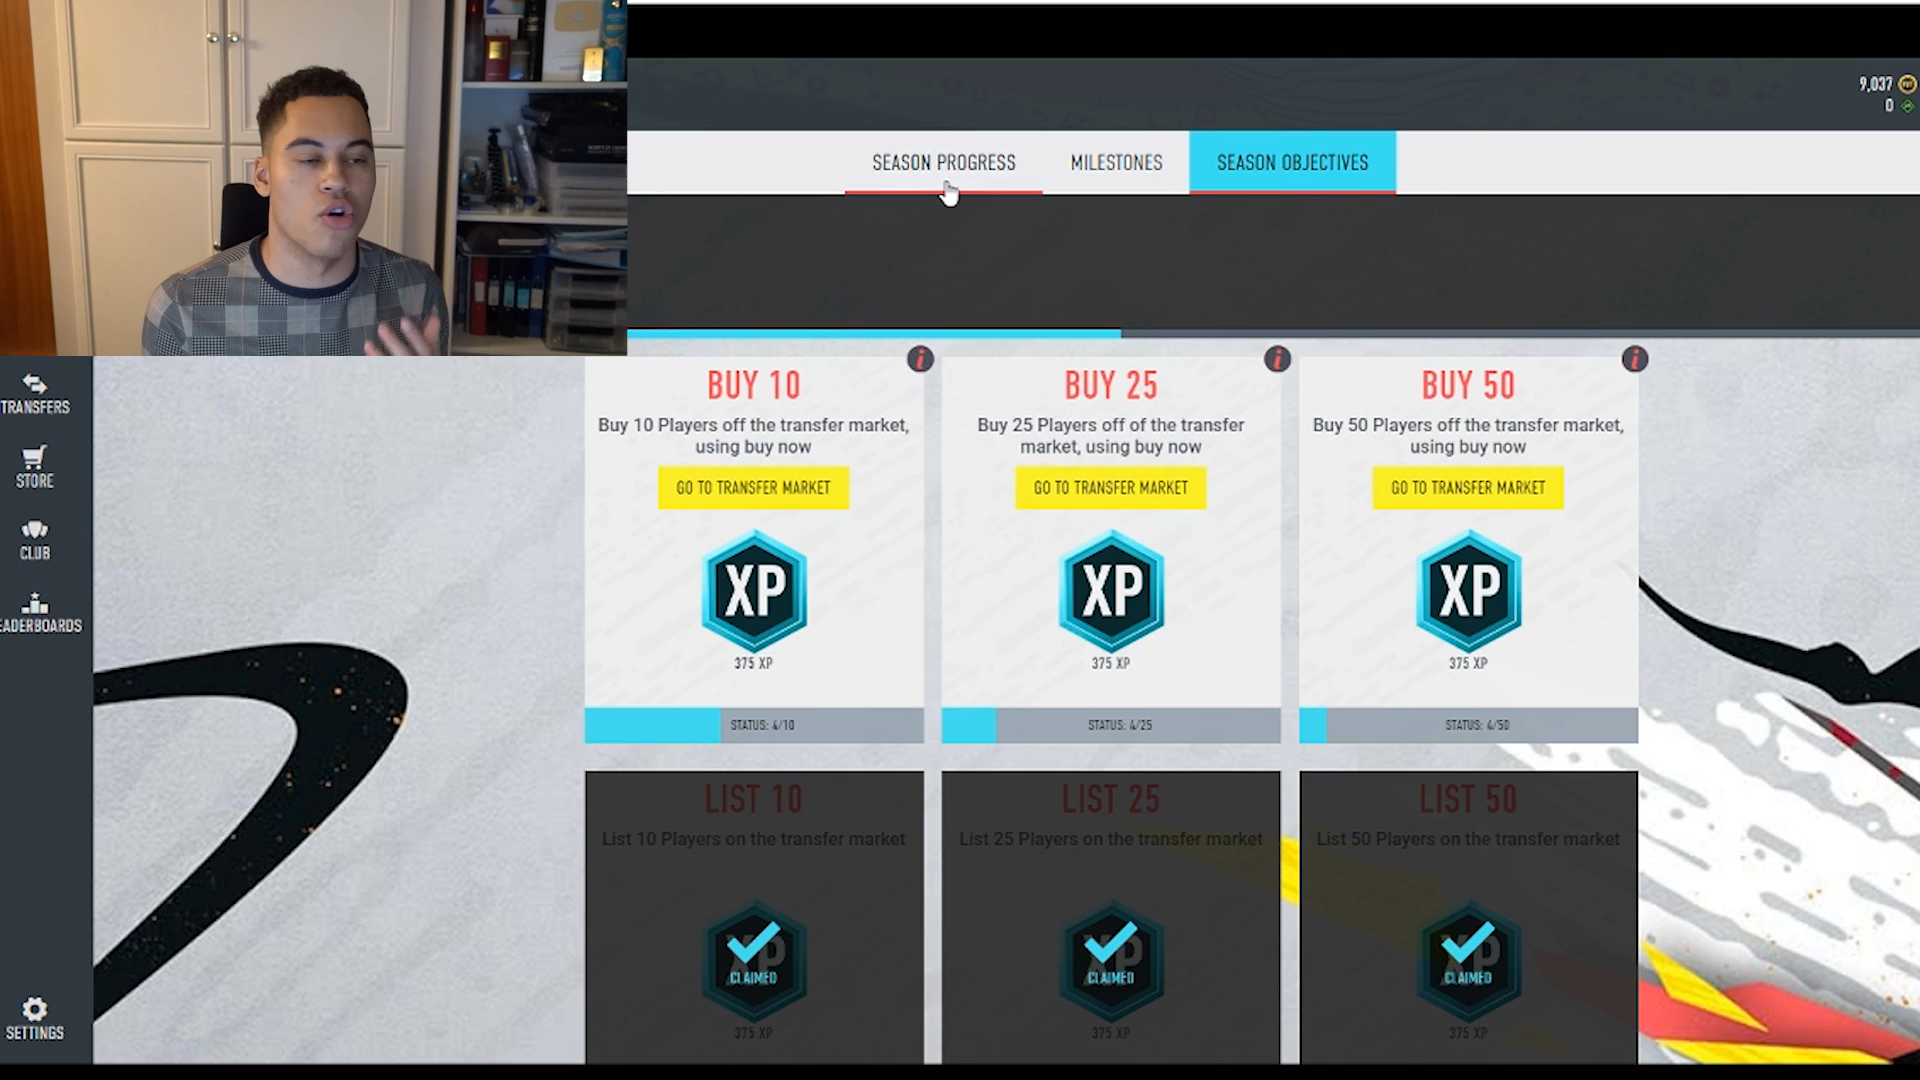 9,037
0
SEASON PROGRESS
MILESTONES
SEASON OBJECTIVES
TRANSFERS
STORE
CLUB
EADERBOARDS
SETTINGS
BUY 10
Buy 10 Players off the transfer market,
using buy now
GO TO TRANSFER MARKET
XP
375 XP
STATUS: 4/10
BUY 25
Buy 25 Players off of the transfer
market, using buy now
GO TO TRANSFER MARKET
XP
375 XP
STATUS: 4/25
BUY 50
Buy 50 Players off the transfer market,
using buy now
GO TO TRANSFER MARKET
XP
375 XP
STATUS: 4/50
LIST 10
List 10 Players on the transfer market
XP
CLAIMED
375 XP
LIST 25
List 25 Players on the transfer market
XP
CLAIMED
375 XP
LIST 50
List 50 Players on the transfer market
XP
CLAIMED
375 XP